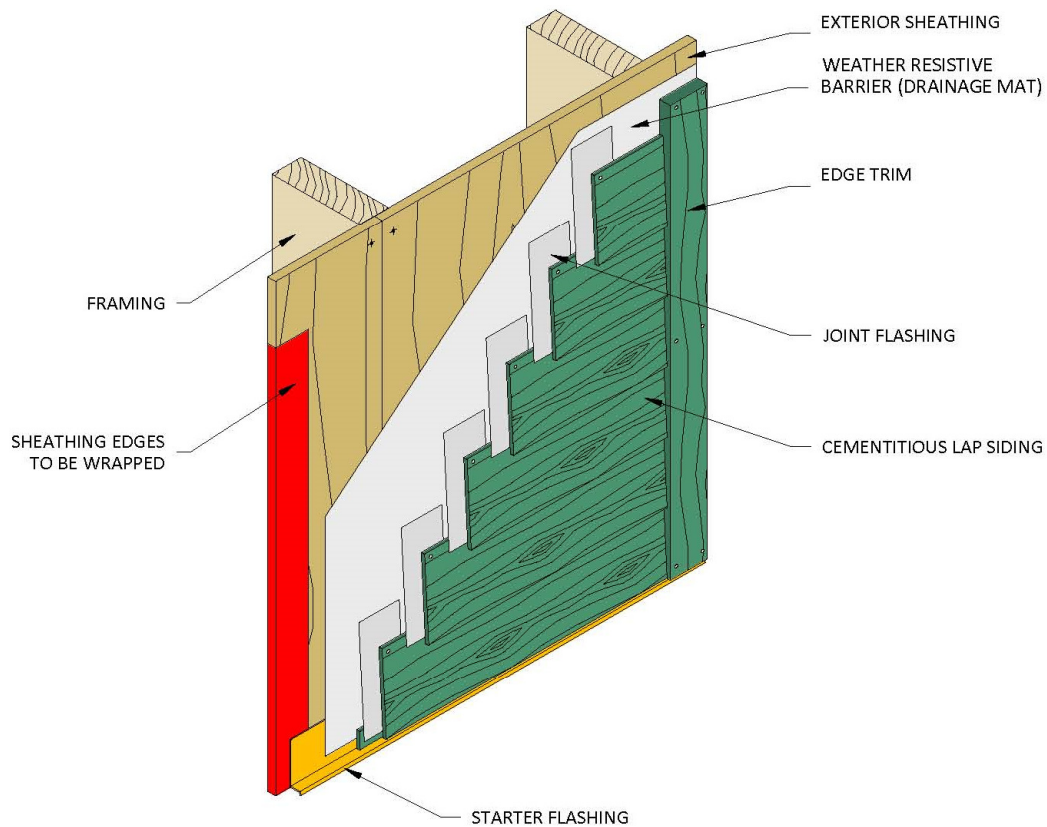 EXTERIOR SHEATHING
WEATHER RESISTIVE
BARRIER (DRAINAGE MAT)
EDGE TRIM
FRAMING
JOINT FLASHING
SHEATHING EDGES
TO BE WRAPPED
CEMENTITIOUS LAP SIDING
STARTER FLASHING